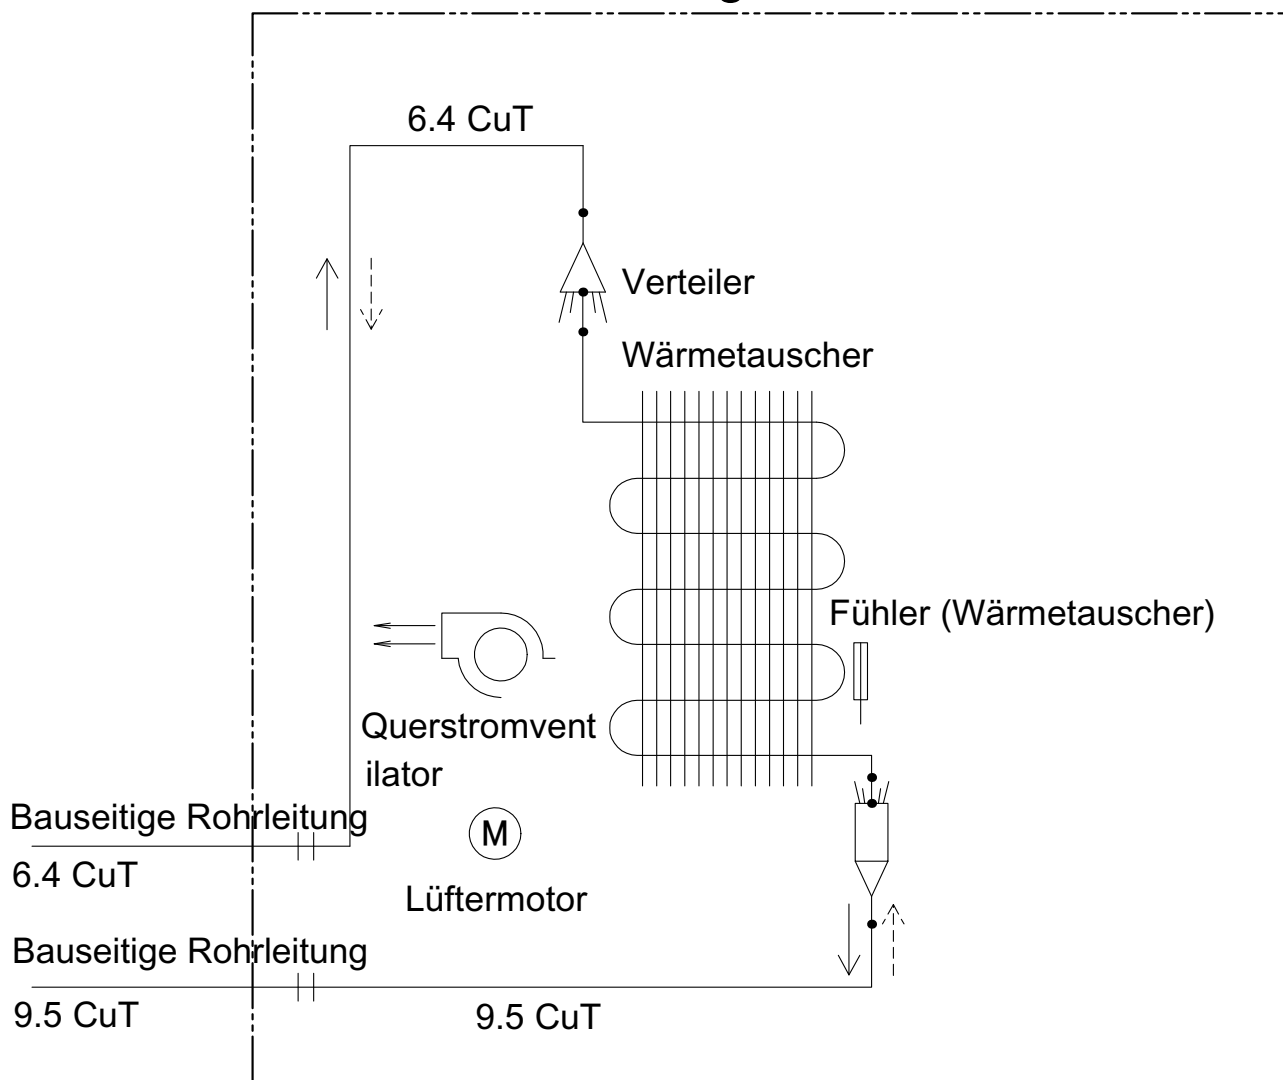 6.4 CuT
Verteiler
Wärmetauscher
Fühler (Wärmetauscher)
Querstromvent
ilator
Bauseitige Rohrleitung
M
6.4 CuT
Lüftermotor
Bauseitige Rohrleitung
9.5 CuT
9.5 CuT